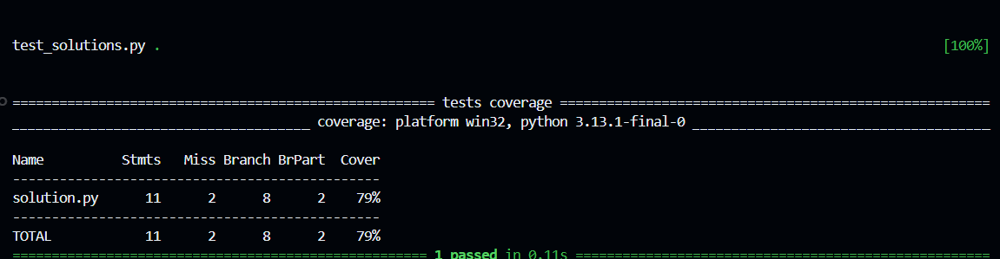 test_solutions.py . [100%]
====================================================== tests coverage =======================================================
______________________________________ coverage: platform win32, python 3.13.1-final-0 ______________________________________
Name          Stmts   Miss Branch BrPart  Cover
-----------------------------------------------
solution.py      11      2      8      2    79%
-----------------------------------------------
TOTAL            11      2      8      2    79%
===================================================== 1 passed in 0.11s =====================================================